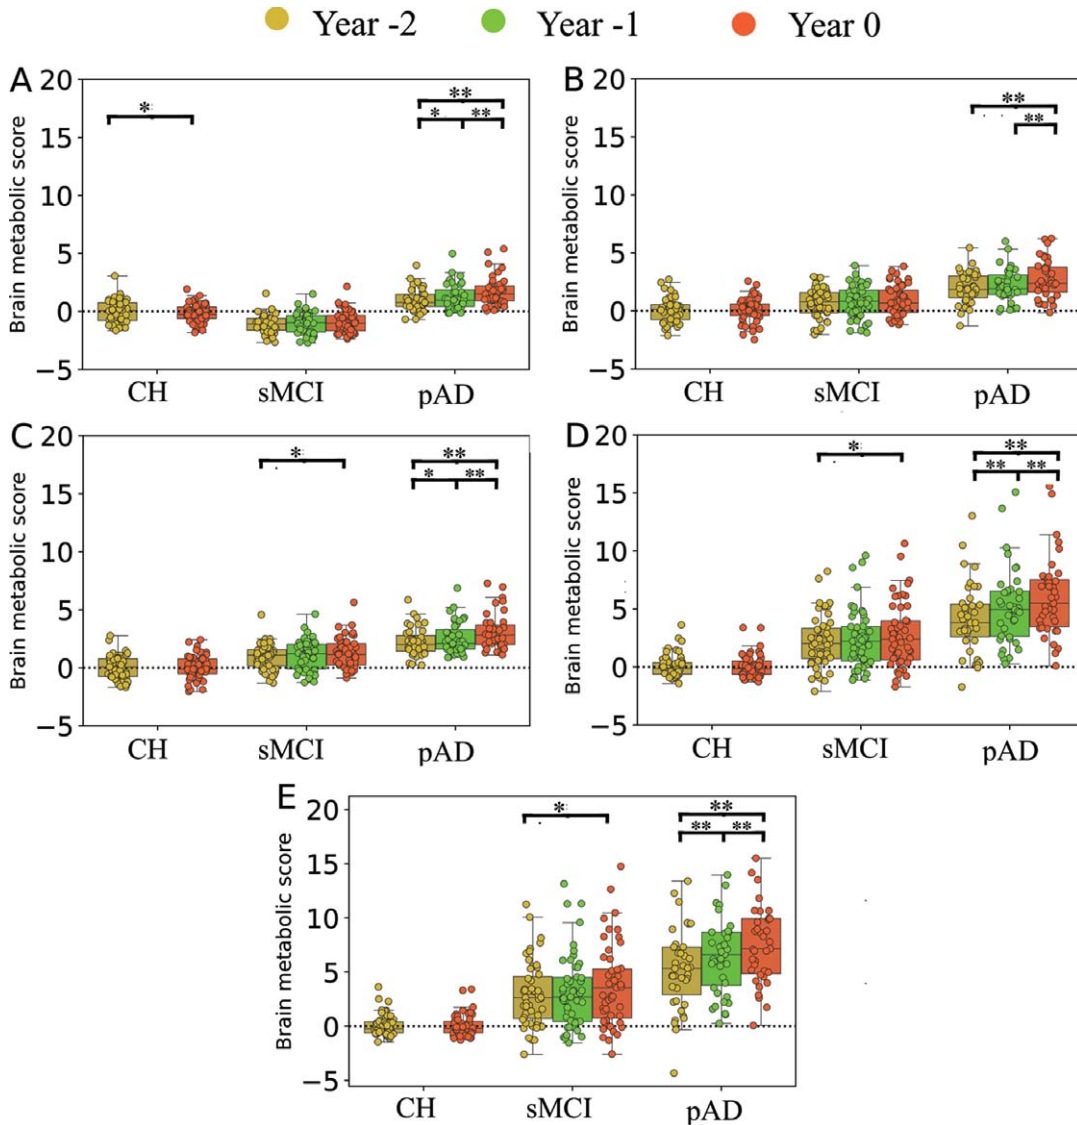 Year -2 Year -1 Year 0
A
Brain metabolic score
20
15
10
5
0
−5
*
**
* **
CH sMCI pAD
B
Brain metabolic score
20
15
10
5
0
−5
**
**
CH sMCI pAD
C
Brain metabolic score
20
15
10
5
0
−5
*
**
* **
CH sMCI pAD
D
Brain metabolic score
20
15
10
5
0
−5
*
**
** **
CH sMCI pAD
E
Brain metabolic score
20
15
10
5
0
−5
*
**
** **
CH sMCI pAD